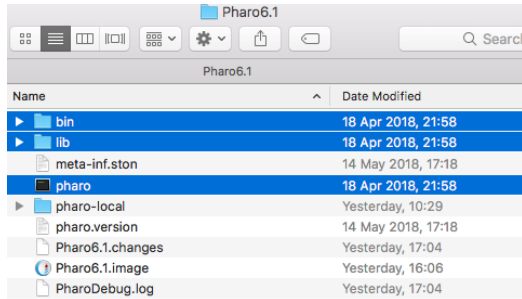 Pharo6.1
Search
Pharo6.1
Name Date Modified
bin 18 Apr 2018, 21:58
lib 18 Apr 2018, 21:58
meta-inf.ston 14 May 2018, 17:18
pharo 18 Apr 2018, 21:58
pharo-local Yesterday, 10:29
pharo.version 14 May 2018, 17:18
Pharo6.1.changes Yesterday, 17:04
Pharo6.1.image Yesterday, 16:06
PharoDebug.log Yesterday, 17:04